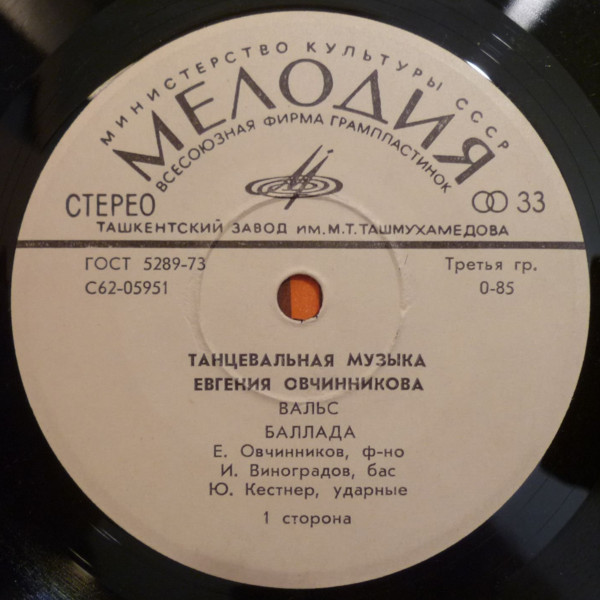 МИНИСТЕРСТВО КУЛЬТУРЫ СССР
МЕЛОДИЯ
ВСЕСОЮЗНАЯ ФИРМА ГРАМПЛАСТИНОК
СТЕРЕО
33
ТАШКЕНТСКИЙ ЗАВОД ИМ. М.Т. ТАШМУХАМЕДОВА
ГОСТ 5289-73
Третья гр.
С62-05951
0-85
ТАНЦЕВАЛЬНАЯ МУЗЫКА
ЕВГЕНИЯ ОВЧИННИКОВА
ВАЛЬС
БАЛЛАДА
Е. Овчинников, ф-но
И. Виноградов, бас
Ю. Кестнер, ударные
1 сторона